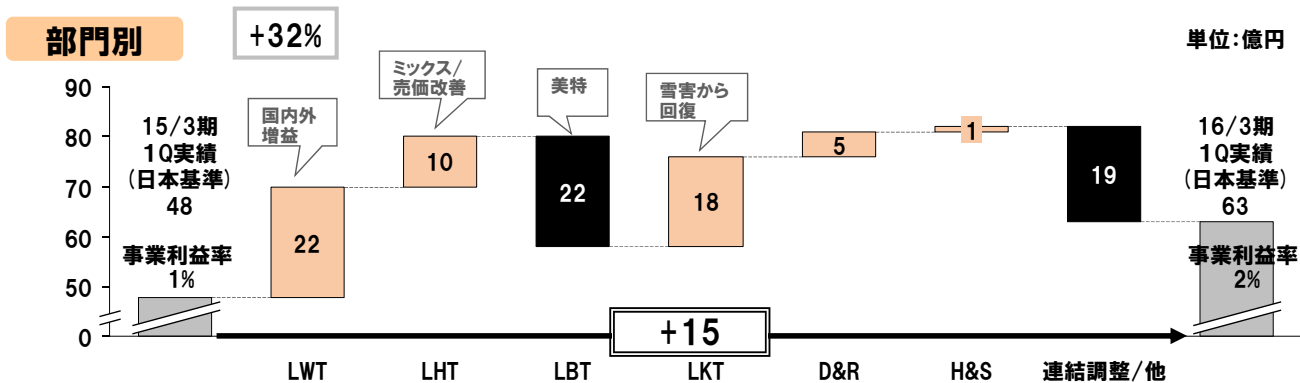 部門別
+32%
単位:億円
90
80
70
60
50
0
15/3期
1Q実績
(日本基準)
48
事業利益率
1%
国内外
増益
22
ミックス/
売価改善
10
美特
22
雪害から
回復
18
5
1
19
16/3期
1Q実績
(日本基準)
63
事業利益率
2%
+15
LWT
LHT
LBT
LKT
D&R
H&S
連結調整/他